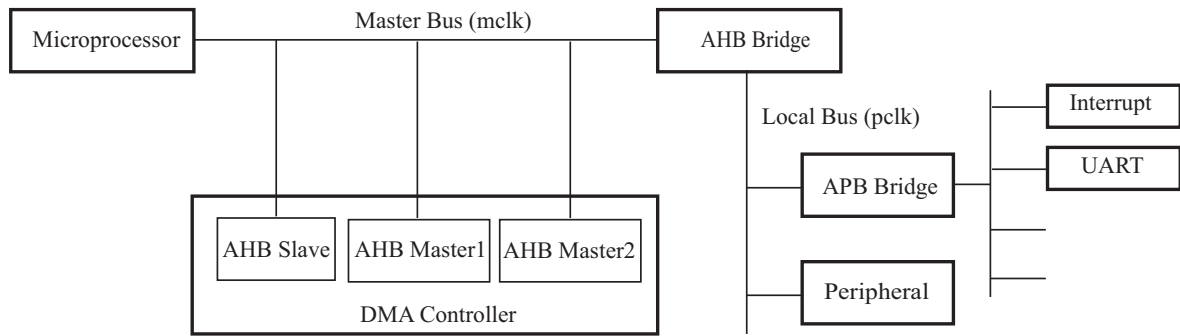 Master Bus (mclk)
Microprocessor
AHB Bridge
Local Bus (pclk)
Interrupt
UART
APB Bridge
Peripheral
AHB Slave
AHB Master1
AHB Master2
DMA Controller